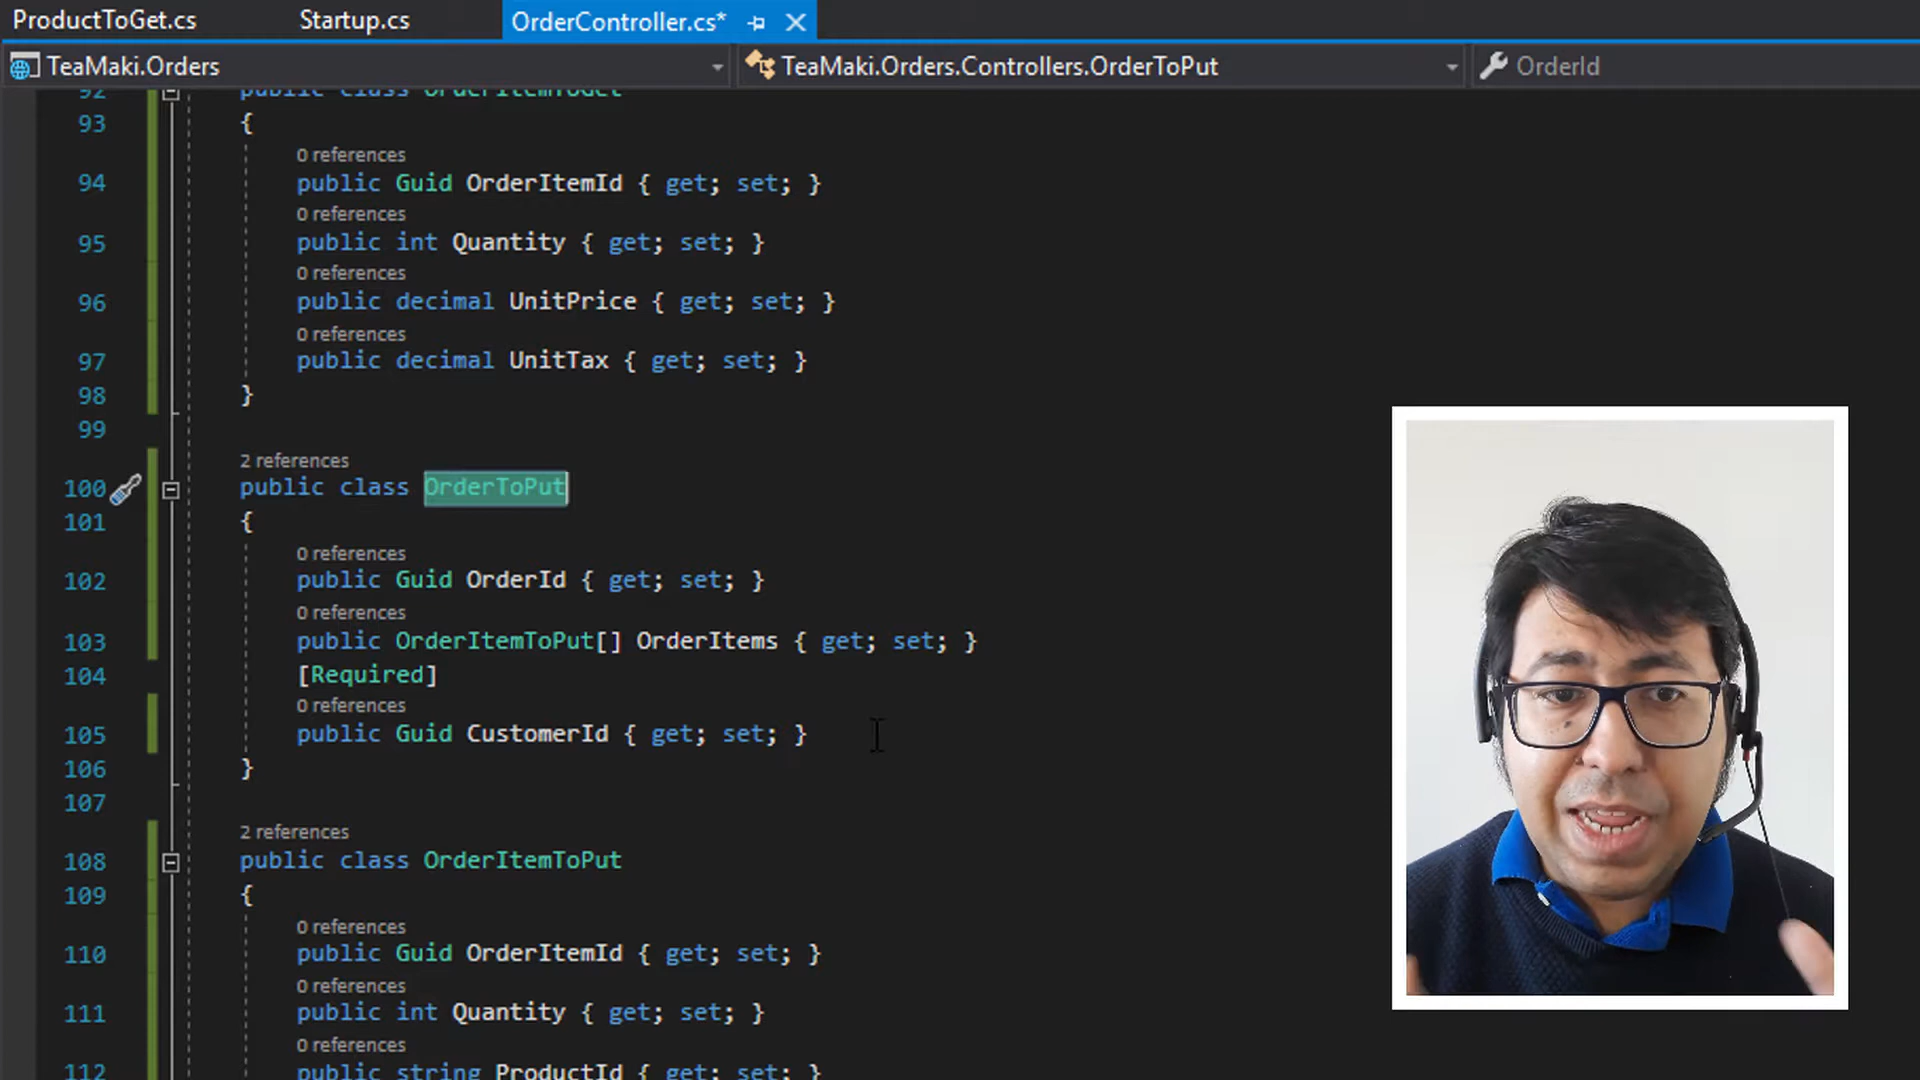 ProductToGet.cs Startup.cs OrderController.cs*
TeaMaki.Orders TeaMaki.Orders.Controllers.OrderToPut OrderId
92 public class OrderItemToGet
93 {
0 references
94 public Guid OrderItemId { get; set; }
0 references
95 public int Quantity { get; set; }
0 references
96 public decimal UnitPrice { get; set; }
0 references
97 public decimal UnitTax { get; set; }
98 }
99
2 references
100 public class OrderToPut
101 {
0 references
102 public Guid OrderId { get; set; }
0 references
103 public OrderItemToPut[] OrderItems { get; set; }
104 [Required]
0 references
105 public Guid CustomerId { get; set; }
106 }
107
2 references
108 public class OrderItemToPut
109 {
0 references
110 public Guid OrderItemId { get; set; }
0 references
111 public int Quantity { get; set; }
0 references
112 public string ProductId { get; set; }